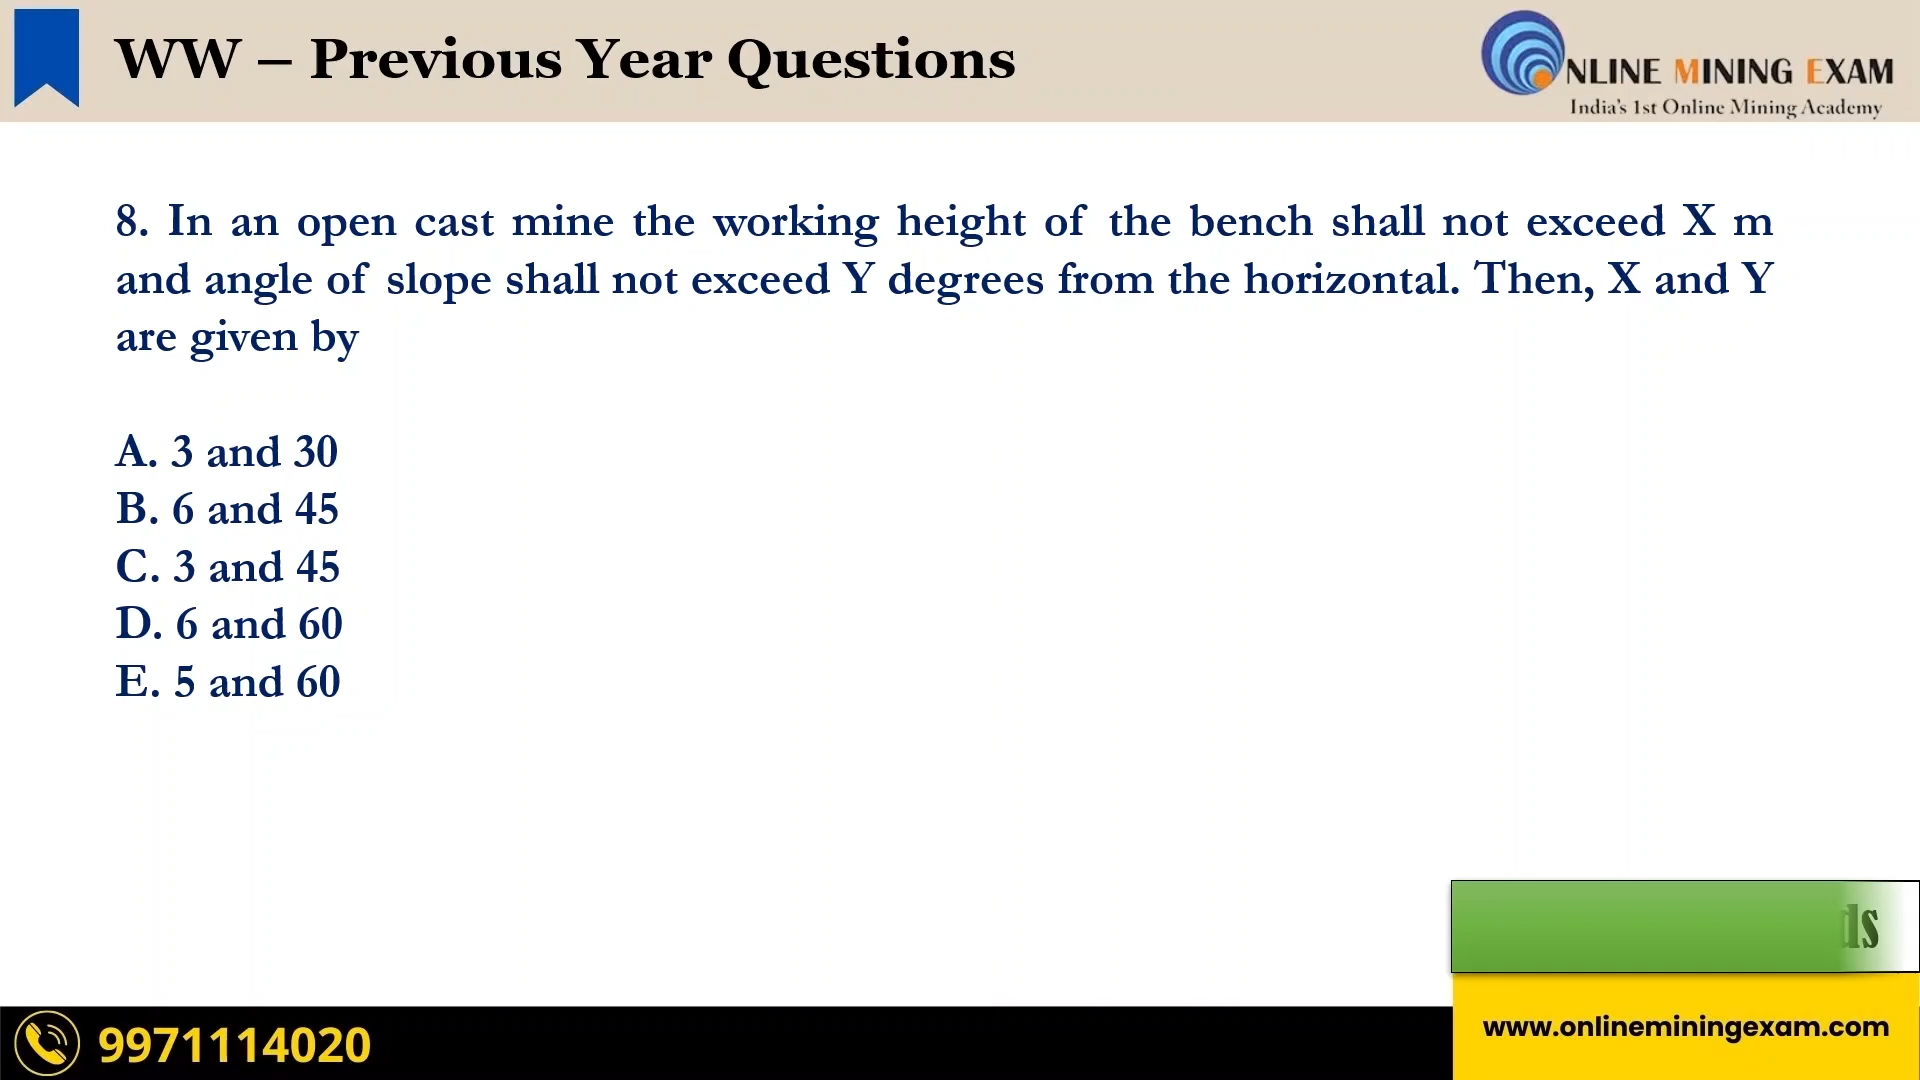 WW – Previous Year Questions
NLINE MINING EXAM
India's 1st Online Mining Academy
8. In an open cast mine the working height of the bench shall not exceed X m
and angle of slope shall not exceed Y degrees from the horizontal. Then, X and Y
are given by
A. 3 and 30
B. 6 and 45
C. 3 and 45
D. 6 and 60
E. 5 and 60
9971114020
www.onlineminingexam.com